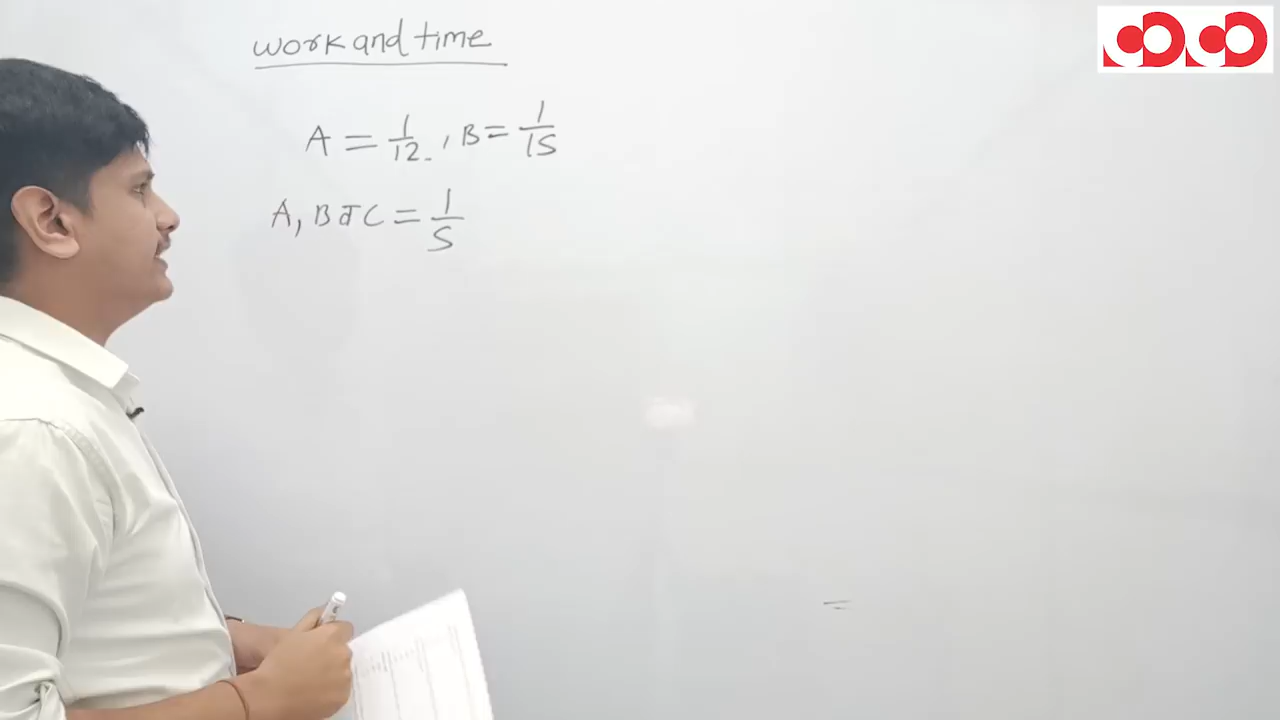 work and time
A = 1/12 , B = 1/15
A, B व C = 1/5
=